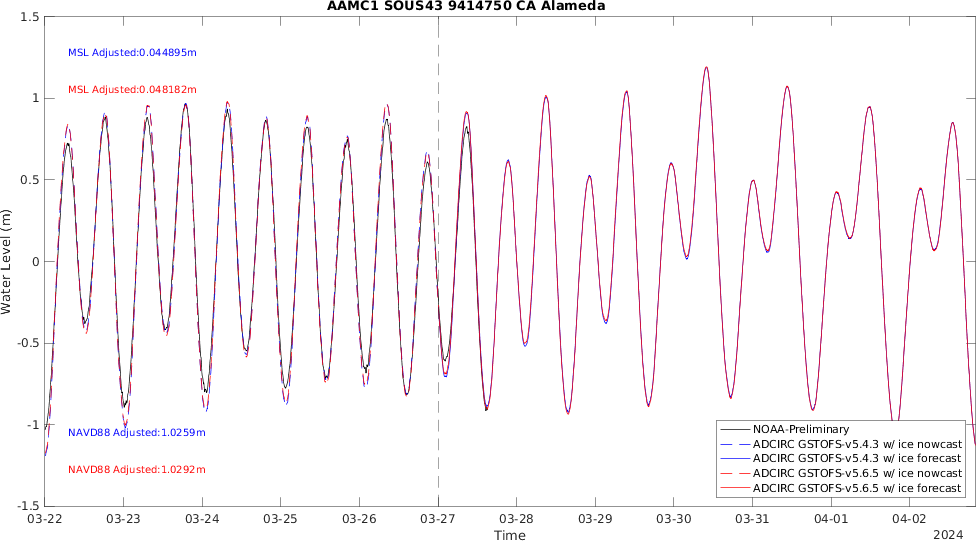 AAMC1 SOUS43 9414750 CA Alameda
1.5
MSL Adjusted:0.044895m
MSL Adjusted:0.048182m
1
0.5
Water Level (m)
0
-0.5
-1
NAVD88 Adjusted:1.0259m
NAVD88 Adjusted:1.0292m
-1.5
NOAA-Preliminary
ADCIRC GSTOFS-v5.4.3 w/ ice nowcast
ADCIRC GSTOFS-v5.4.3 w/ ice forecast
ADCIRC GSTOFS-v5.6.5 w/ ice nowcast
ADCIRC GSTOFS-v5.6.5 w/ ice forecast
03-22 03-23 03-24 03-25 03-26 03-27 03-28 03-29 03-30 03-31 04-01 04-02
Time
2024